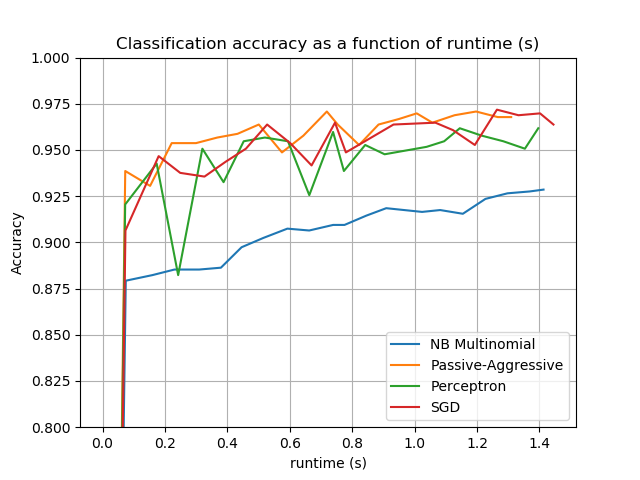 Classification accuracy as a function of runtime (s)
1.000
0.975
0.950
0.925
0.900
0.875
0.850
0.825
0.800
Accuracy
NB Multinomial
Passive-Aggressive
Perceptron
SGD
0.0 0.2 0.4 0.6 0.8 1.0 1.2 1.4
runtime (s)